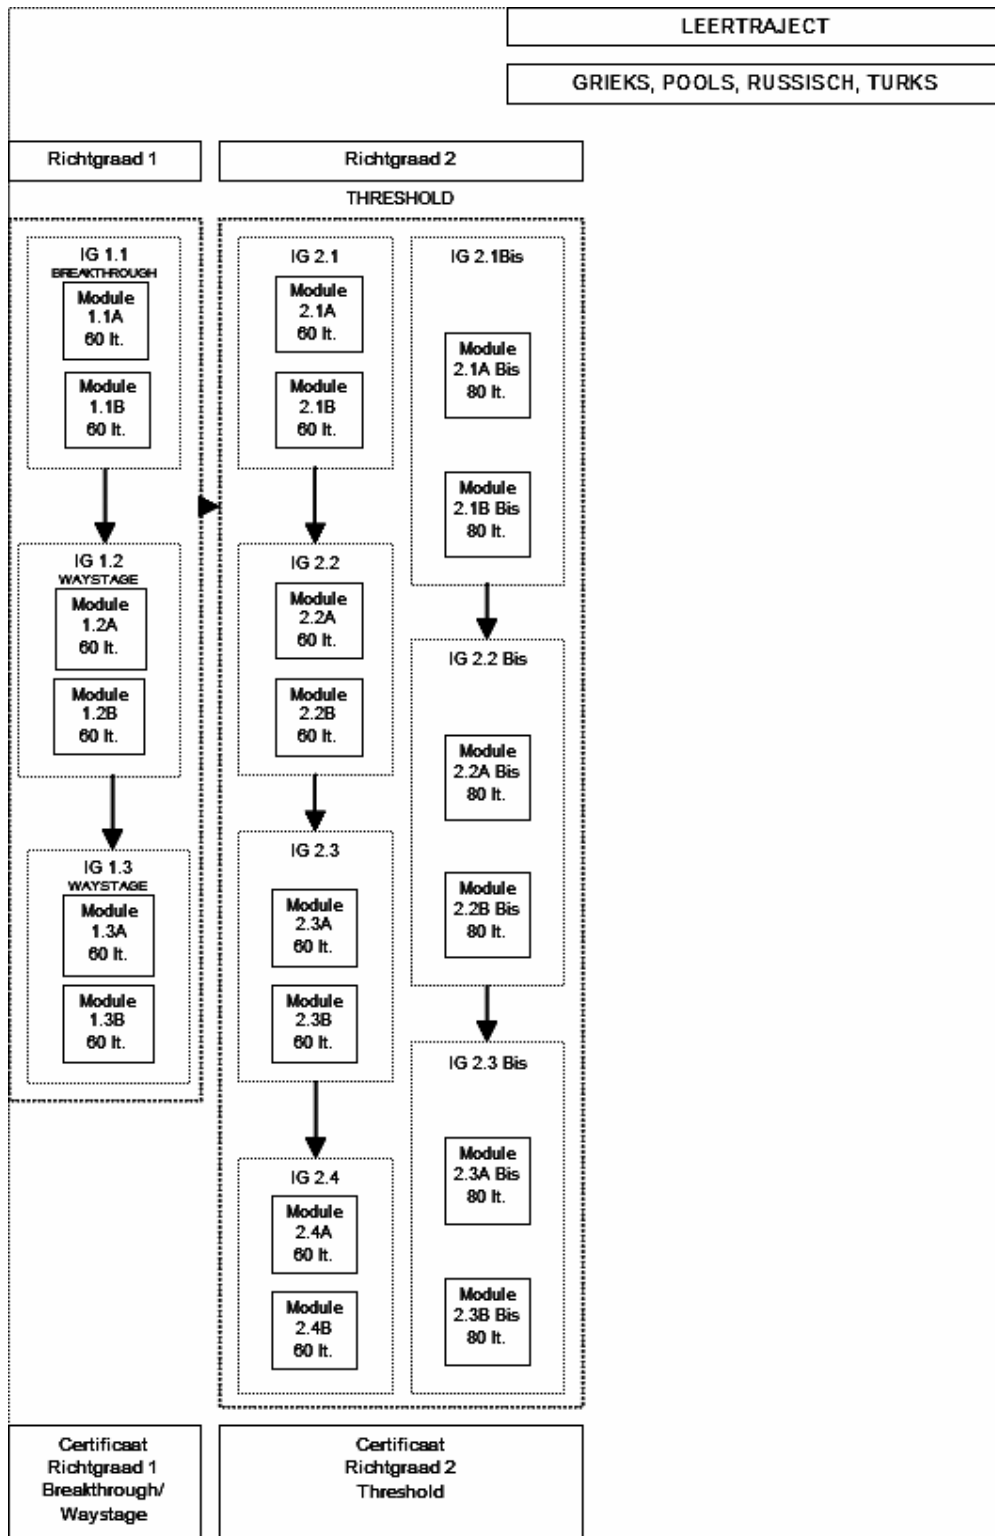 LEERTRAJECT
GRIEKS, POOLS, RUSSISCH, TURKS
Richtgraad 1
Richtgraad 2
THRESHOLD
IG 1.1
BREAKTHROUGH
Module
1.1A
60 lt.
Module
1.1B
60 lt.
IG 1.2
WAYSTAGE
Module
1.2A
60 lt.
Module
1.2B
60 lt.
IG 1.3
WAYSTAGE
Module
1.3A
60 lt.
Module
1.3B
60 lt.
IG 2.1
Module
2.1A
60 lt.
Module
2.1B
60 lt.
IG 2.2
Module
2.2A
60 lt.
Module
2.2B
60 lt.
IG 2.3
Module
2.3A
60 lt.
Module
2.3B
60 lt.
IG 2.4
Module
2.4A
60 lt.
Module
2.4B
60 lt.
IG 2.1Bis
Module
2.1A Bis
80 lt.
Module
2.1B Bis
80 lt.
IG 2.2 Bis
Module
2.2A Bis
80 lt.
Module
2.2B Bis
80 lt.
IG 2.3 Bis
Module
2.3A Bis
80 lt.
Module
2.3B Bis
80 lt.
Certificaat
Richtgraad 1
Breakthrough/
Waystage
Certificaat
Richtgraad 2
Threshold